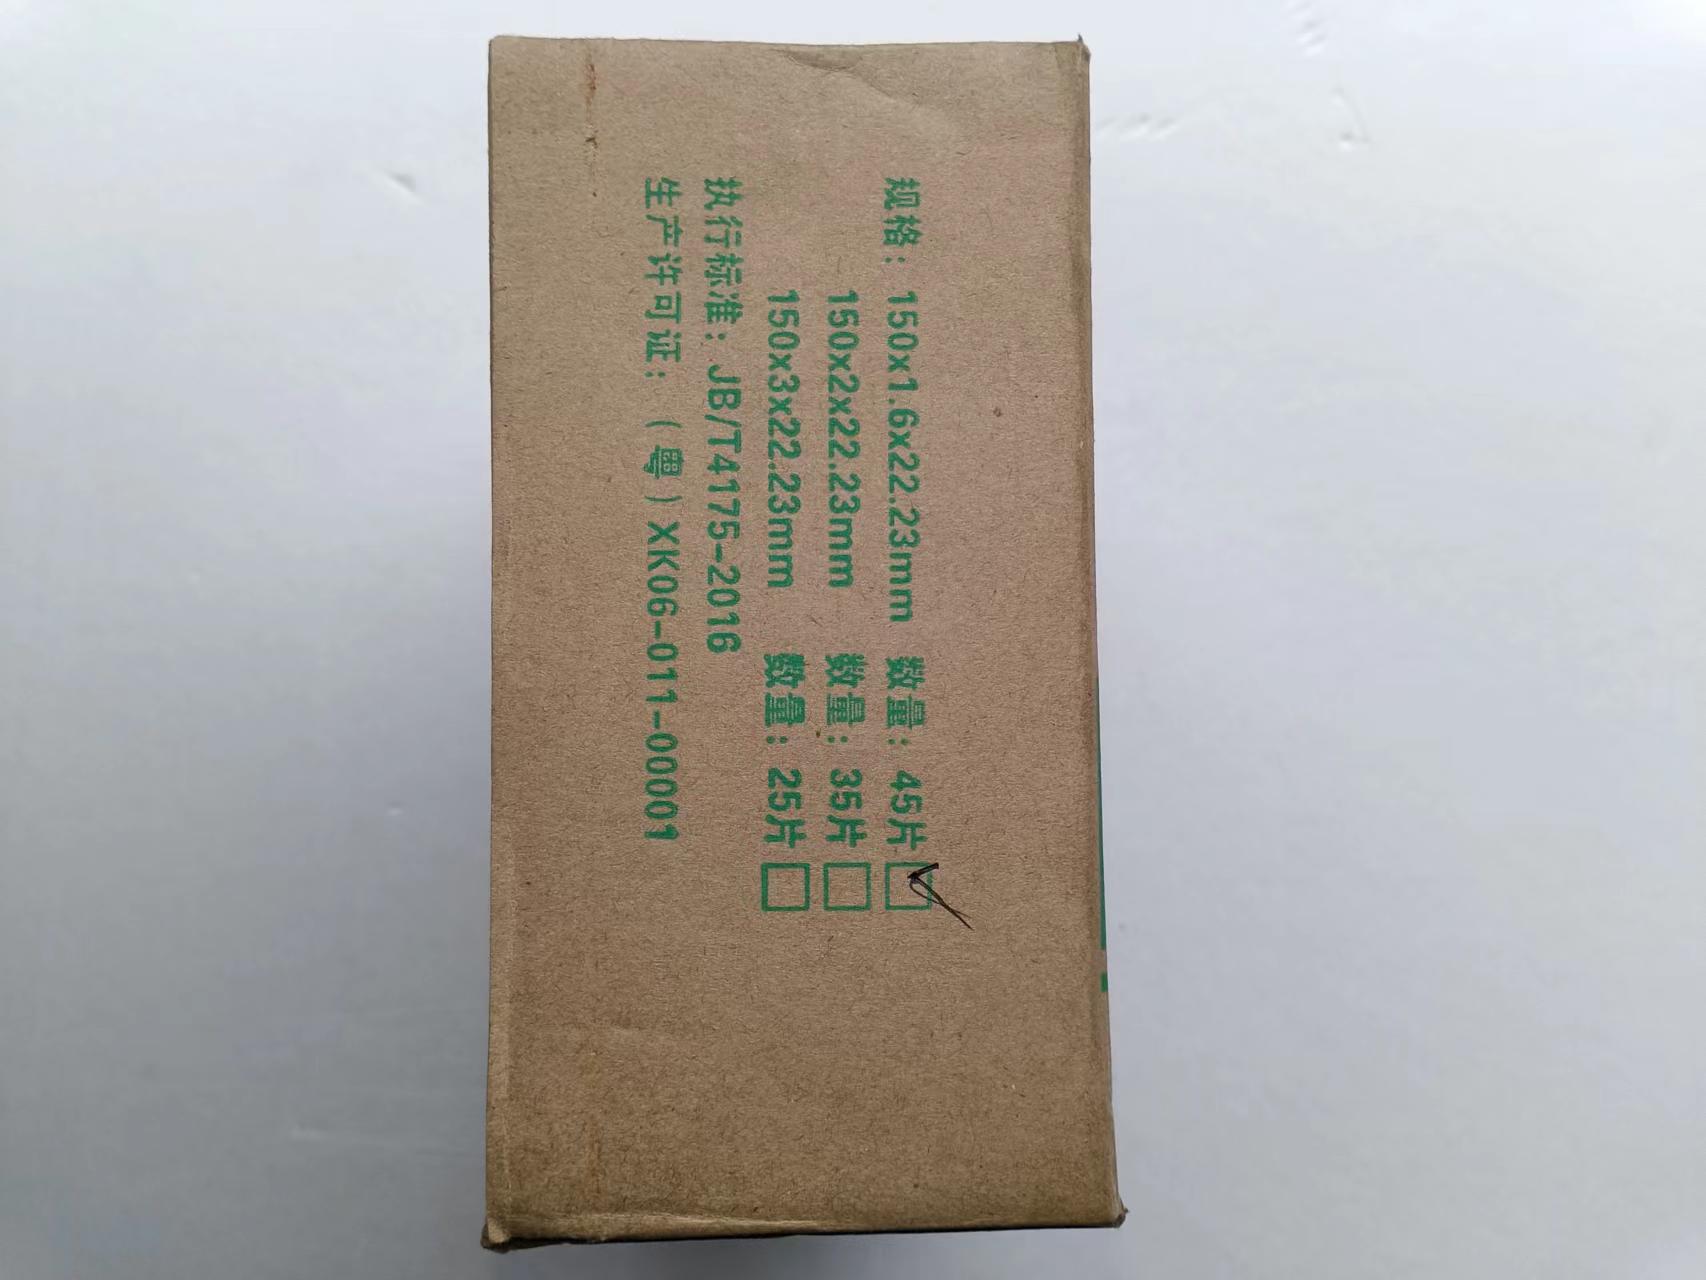 规格：150x1.6x22.23mm 数量：45片
150x2x22.23mm 数量：35片
150x3x22.23mm 数量：25片
执行标准：JB/T4175-2016
生产许可证：（粤）XK06-011-00001